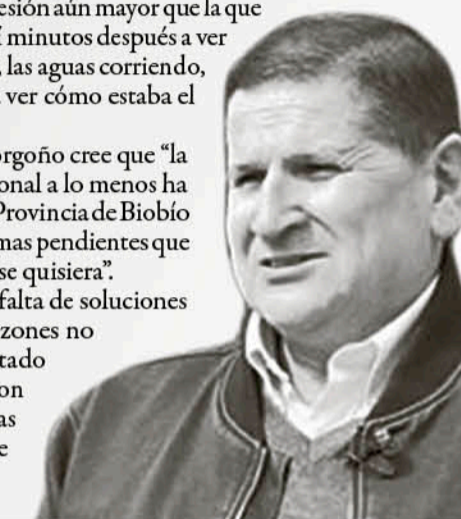 esión aún mayor que la que
í minutos después a ver
, las aguas corriendo,
ver cómo estaba el
orgoño cree que “la
onal a lo menos ha
Provincia de Biobío
mas pendientes que
se quisiera”.
falta de soluciones
zones no
tado
on
as
e